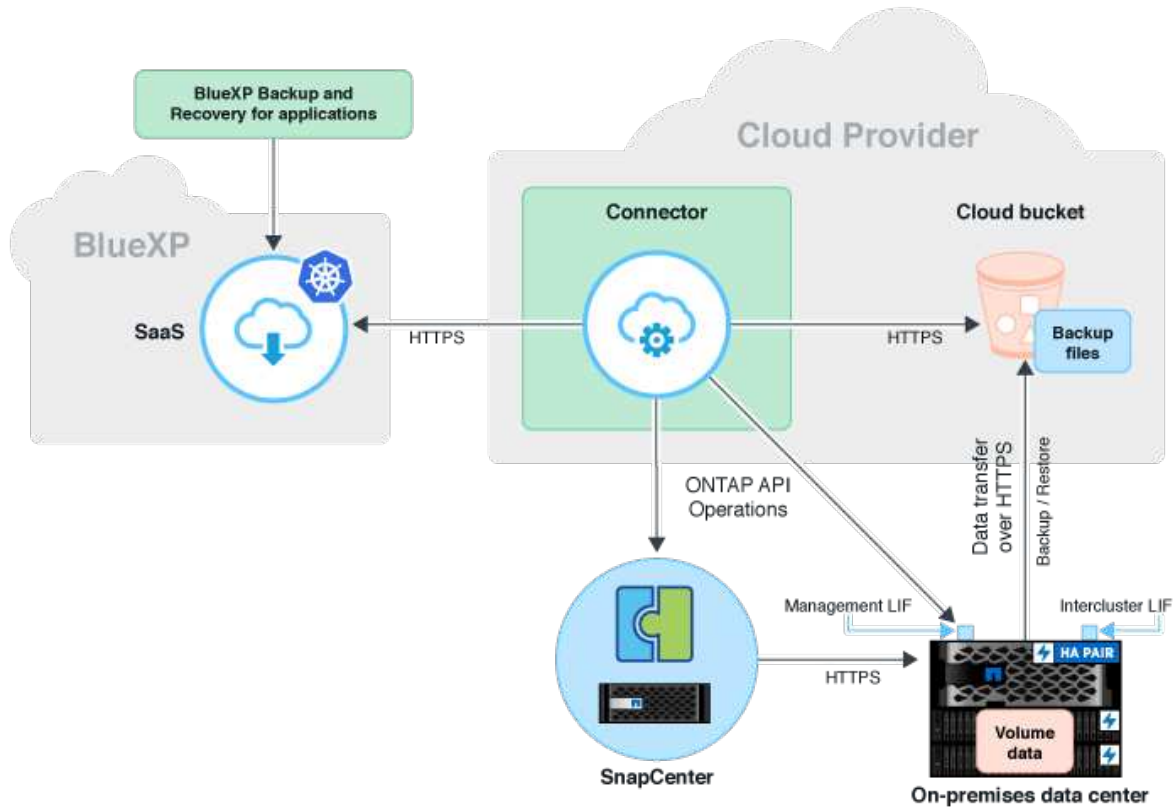 BlueXP Backup and
Recovery for applications
Cloud Provider
BlueXP
SaaS
Connector
Cloud bucket
Backup
files
HTTPS
HTTPS
ONTAP API
Operations
Data transfer
over HTTPS
Backup / Restore
Management LIF
Intercluster LIF
HTTPS
HA PAIR
Volume
data
SnapCenter
On-premises data center